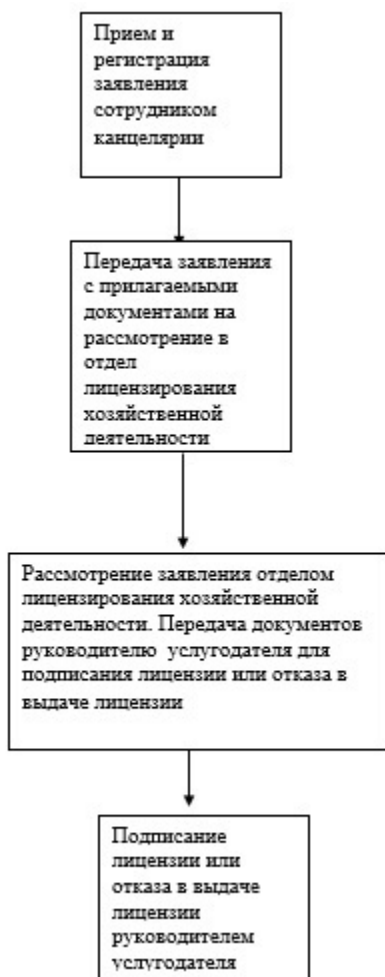 Прием и
регистрация
заявления
сотрудником
канцелярии
Передача заявления
с прилагаемыми
документами на
рассмотрение в
отдел
лицензирования
хозяйственной
деятельности
Рассмотрение заявления отделом
лицензирования хозяйственной
деятельности. Передача документов
руководителю услугодателя для
подписания лицензии или отказа в
выдаче лицензии
Подписание
лицензии или
отказа в выдаче
лицензии
руководителем
услугодателя